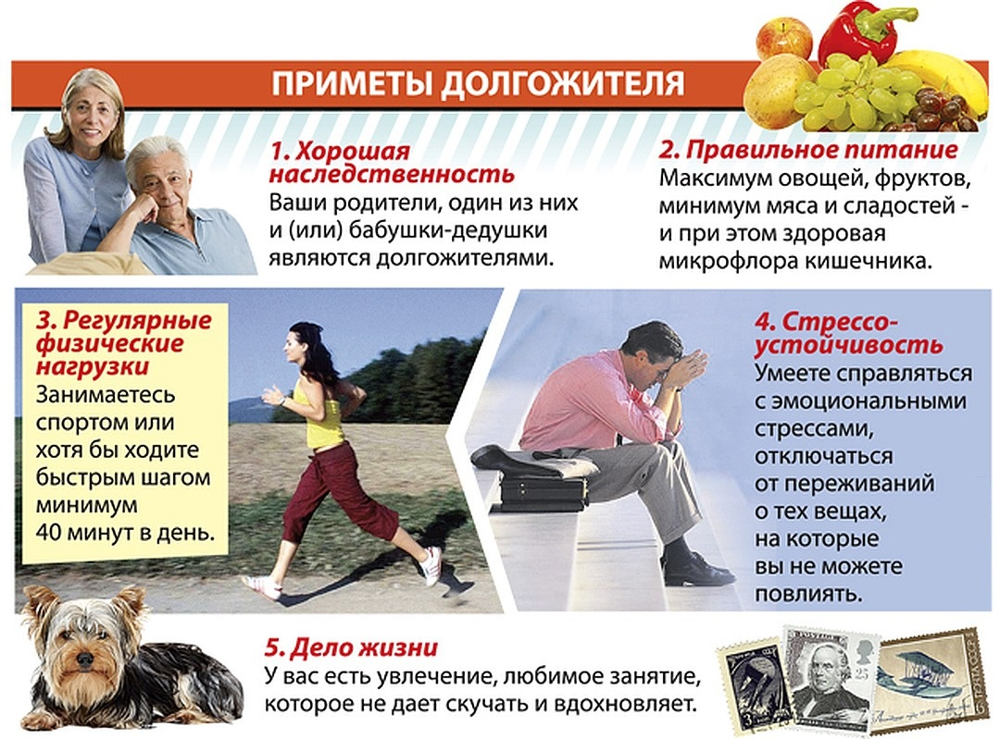 ПРИМЕТЫ ДОЛГОЖИТЕЛЯ
1. Хорошая
наследственность
Ваши родители, один из них
и (или) бабушки-дедушки
являются долгожителями.
2. Правильное питание
Максимум овощей, фруктов,
минимум мяса и сладостей -
и при этом здоровая
микрофлора кишечника.
3. Регулярные
физические
нагрузки
Занимаетесь
спортом или
хотя бы ходите
быстрым шагом
минимум
40 минут в день.
4. Стрессо-
устойчивость
Умеете справляться
с эмоциональными
стрессами,
отключаться
от переживаний
о тех вещах,
на которые
вы не можете
повлиять.
5. Дело жизни
У вас есть увлечение, любимое занятие,
которое не дает скучать и вдохновляет.
POSTAGE
25
3
6